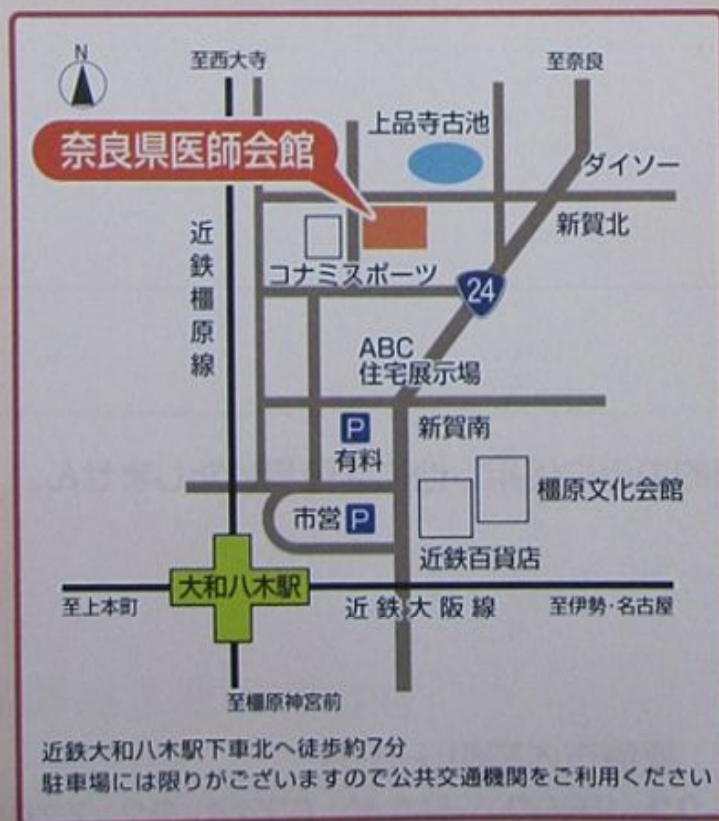 N
至西大寺
至奈良
上品寺古池
奈良県医師会館
ダイソー
新賀北
近鉄橿原線
コナミスポーツ
24
ABC
住宅展示場
P
有料
新賀南
橿原文化会館
市営 P
近鉄百貨店
大和八木駅
至上本町
近鉄大阪線
至伊勢・名古屋
至橿原神宮前
近鉄大和八木駅下車北へ徒歩約7分
駐車場には限りがございますので公共交通機関をご利用ください